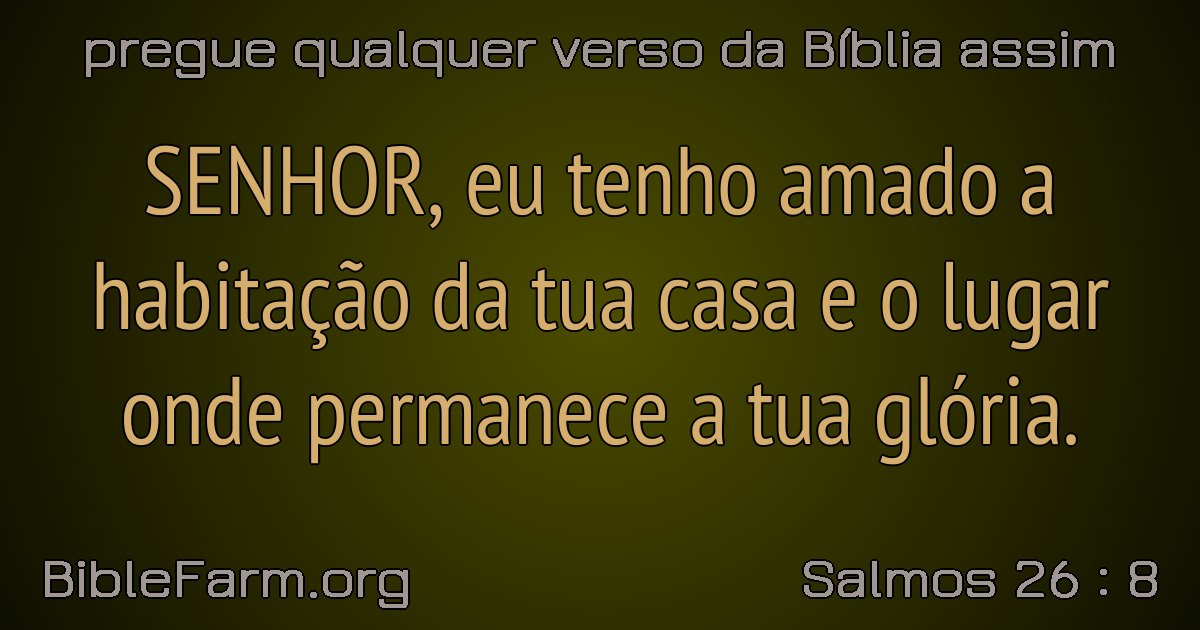 pregue qualquer verso da Bíblia assim
SENHOR, eu tenho amado a
habitação da tua casa e o lugar
onde permanece a tua glória.
BibleFarm.org
Salmos 26 : 8